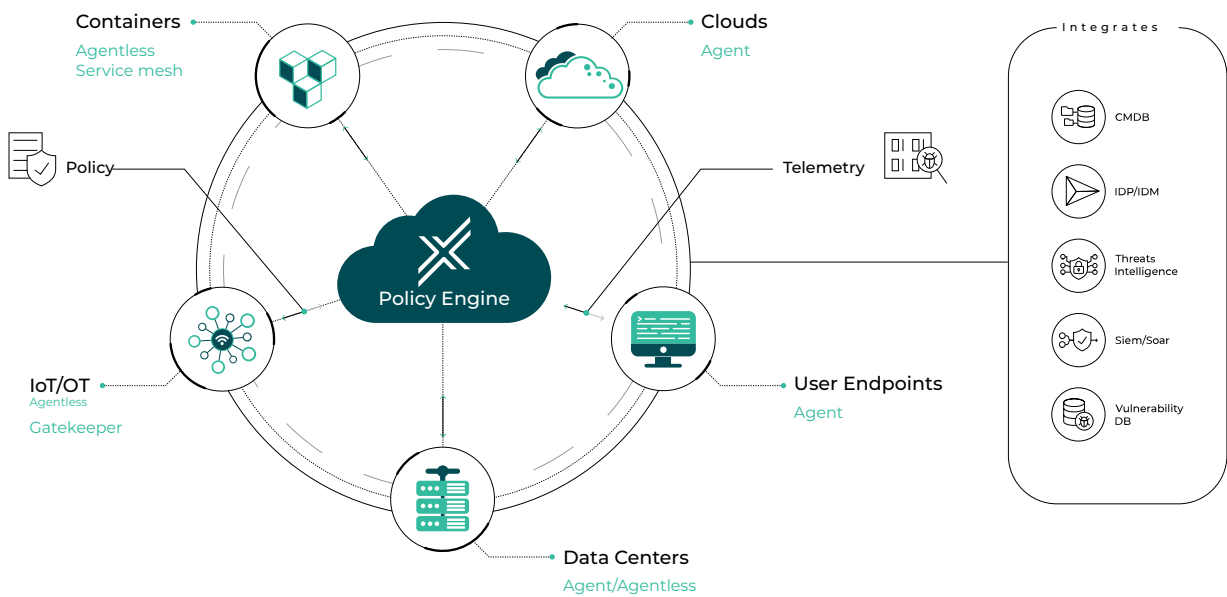 Containers
Agentless
Service mesh
Clouds
Agent
Policy
Telemetry
Policy Engine
IoT/OT
Agentless
Gatekeeper
User Endpoints
Agent
Data Centers
Agent/Agentless
Integrates
CMDB
IDP/IDM
Threats
Intelligence
Siem/Soar
Vulnerability
DB